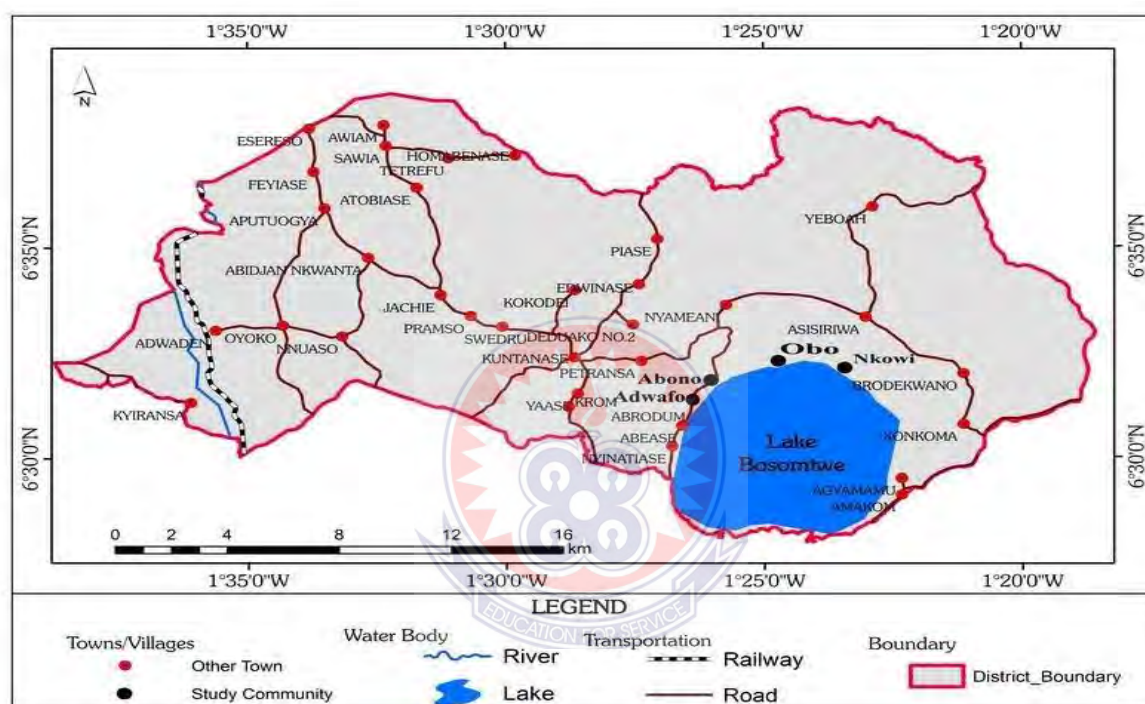 1°35'0"W 1°30'0"W 1°25'0"W 1°20'0"W
N
ESERESO
AWIAM
SAWIA
HOMABENASE
TETREFU
FEYIASE
ATOBIASE
APUTUOGYA
YEBOAH
6°35'0"N
6°35'0"N
PIASE
ABIDJAN NKWANTA
ERWINASE
KOKODEI
JACHIE
NYAMEANI
PRAMSO
SWEDRU
DEDUAKO NO.2
ASISIRIWA
ADWADEN
OYOKO
NNUASO
KUNTANASE
Obo
Nkowi
PETRANSA
Abono
BRODEKWANO
Adwafo
KYIRANSA
YAASE
KROM
ABRODUM
ABEASE
KONKOMA
NYINATIASE
Lake
Bosomtwe
6°30'0"N
6°30'0"N
AGYAMAMU
AMAKOM
0 2 4 8 12 16
km
1°35'0"W 1°30'0"W 1°25'0"W 1°20'0"W
EDUCATION FOR SERVICE
LEGEND
Towns/Villages
Other Town
Study Community
Water Body
River
Lake
Transportation
Railway
Road
Boundary
District_Boundary